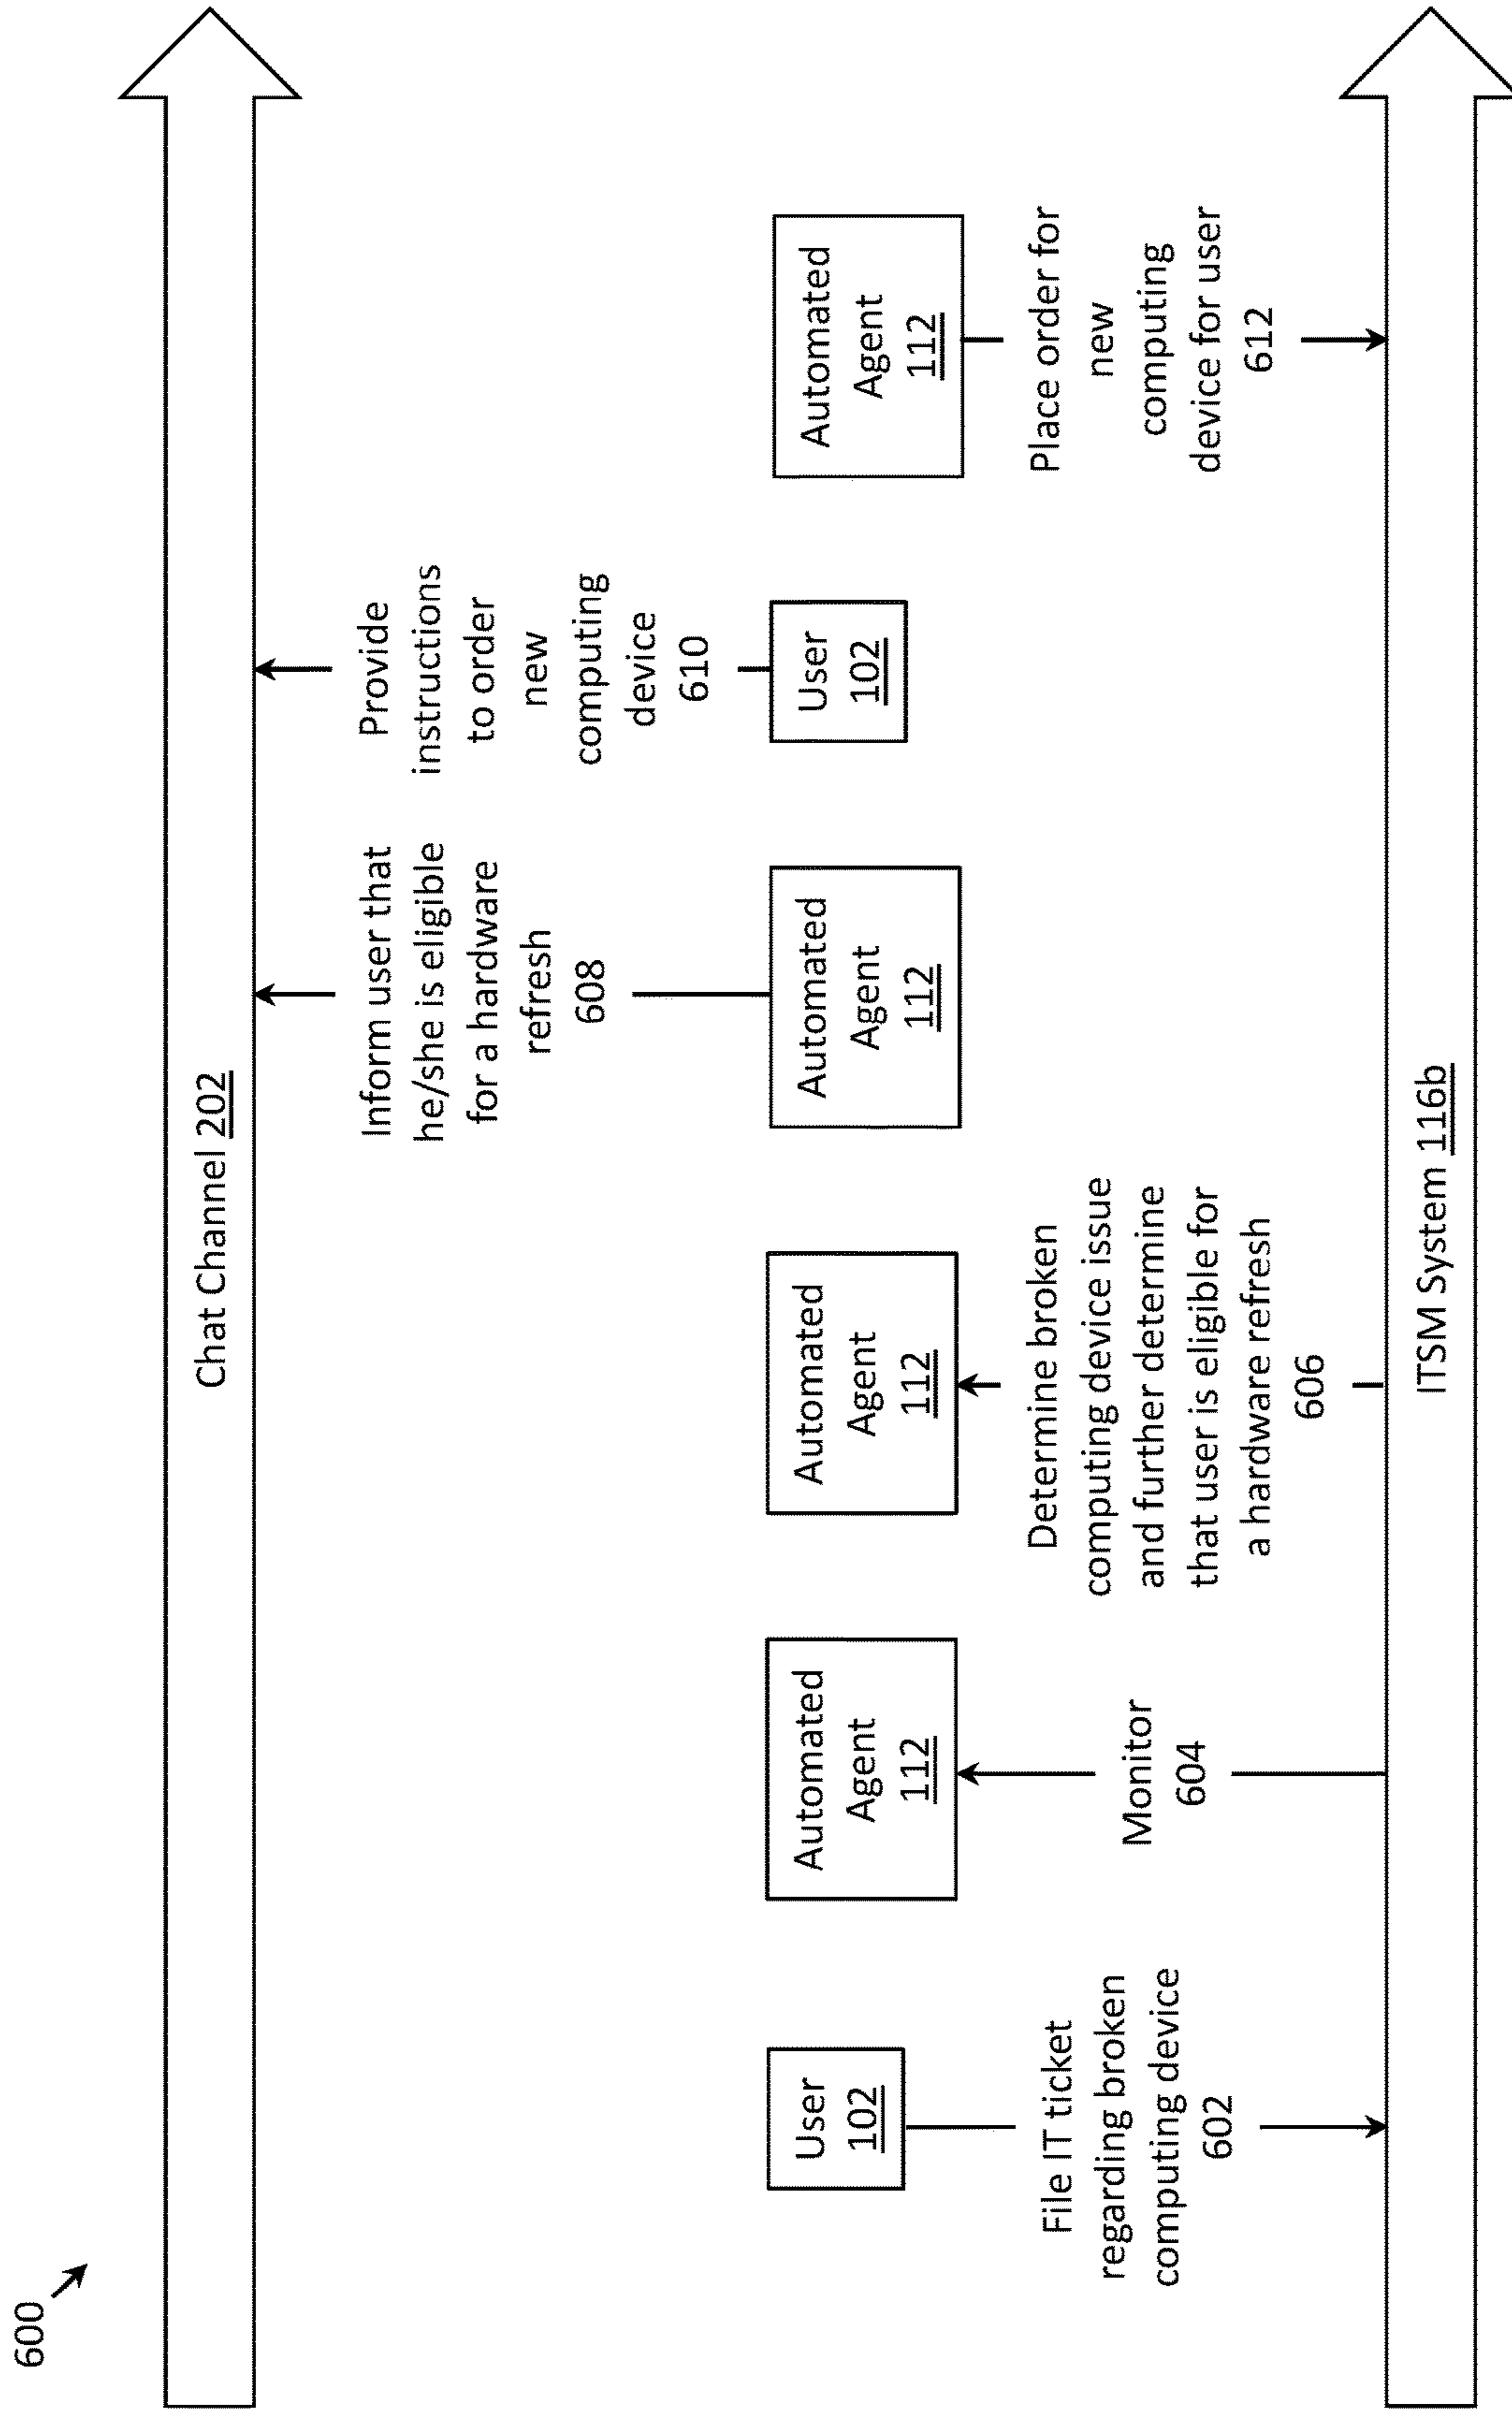 600
Chat Channel 202
File IT ticket
regarding broken
computing device
602
User
102
Monitor
604
Automated
Agent
112
Determine broken
computing device issue
and further determine
that user is eligible for
a hardware refresh
606
Automated
Agent
112
Inform user that
he/she is eligible
for a hardware
refresh
608
Automated
Agent
112
Provide
instructions
to order
new
computing
device
610
User
102
Automated
Agent
112
Place order for
new
computing
device for user
612
ITSM System 116b